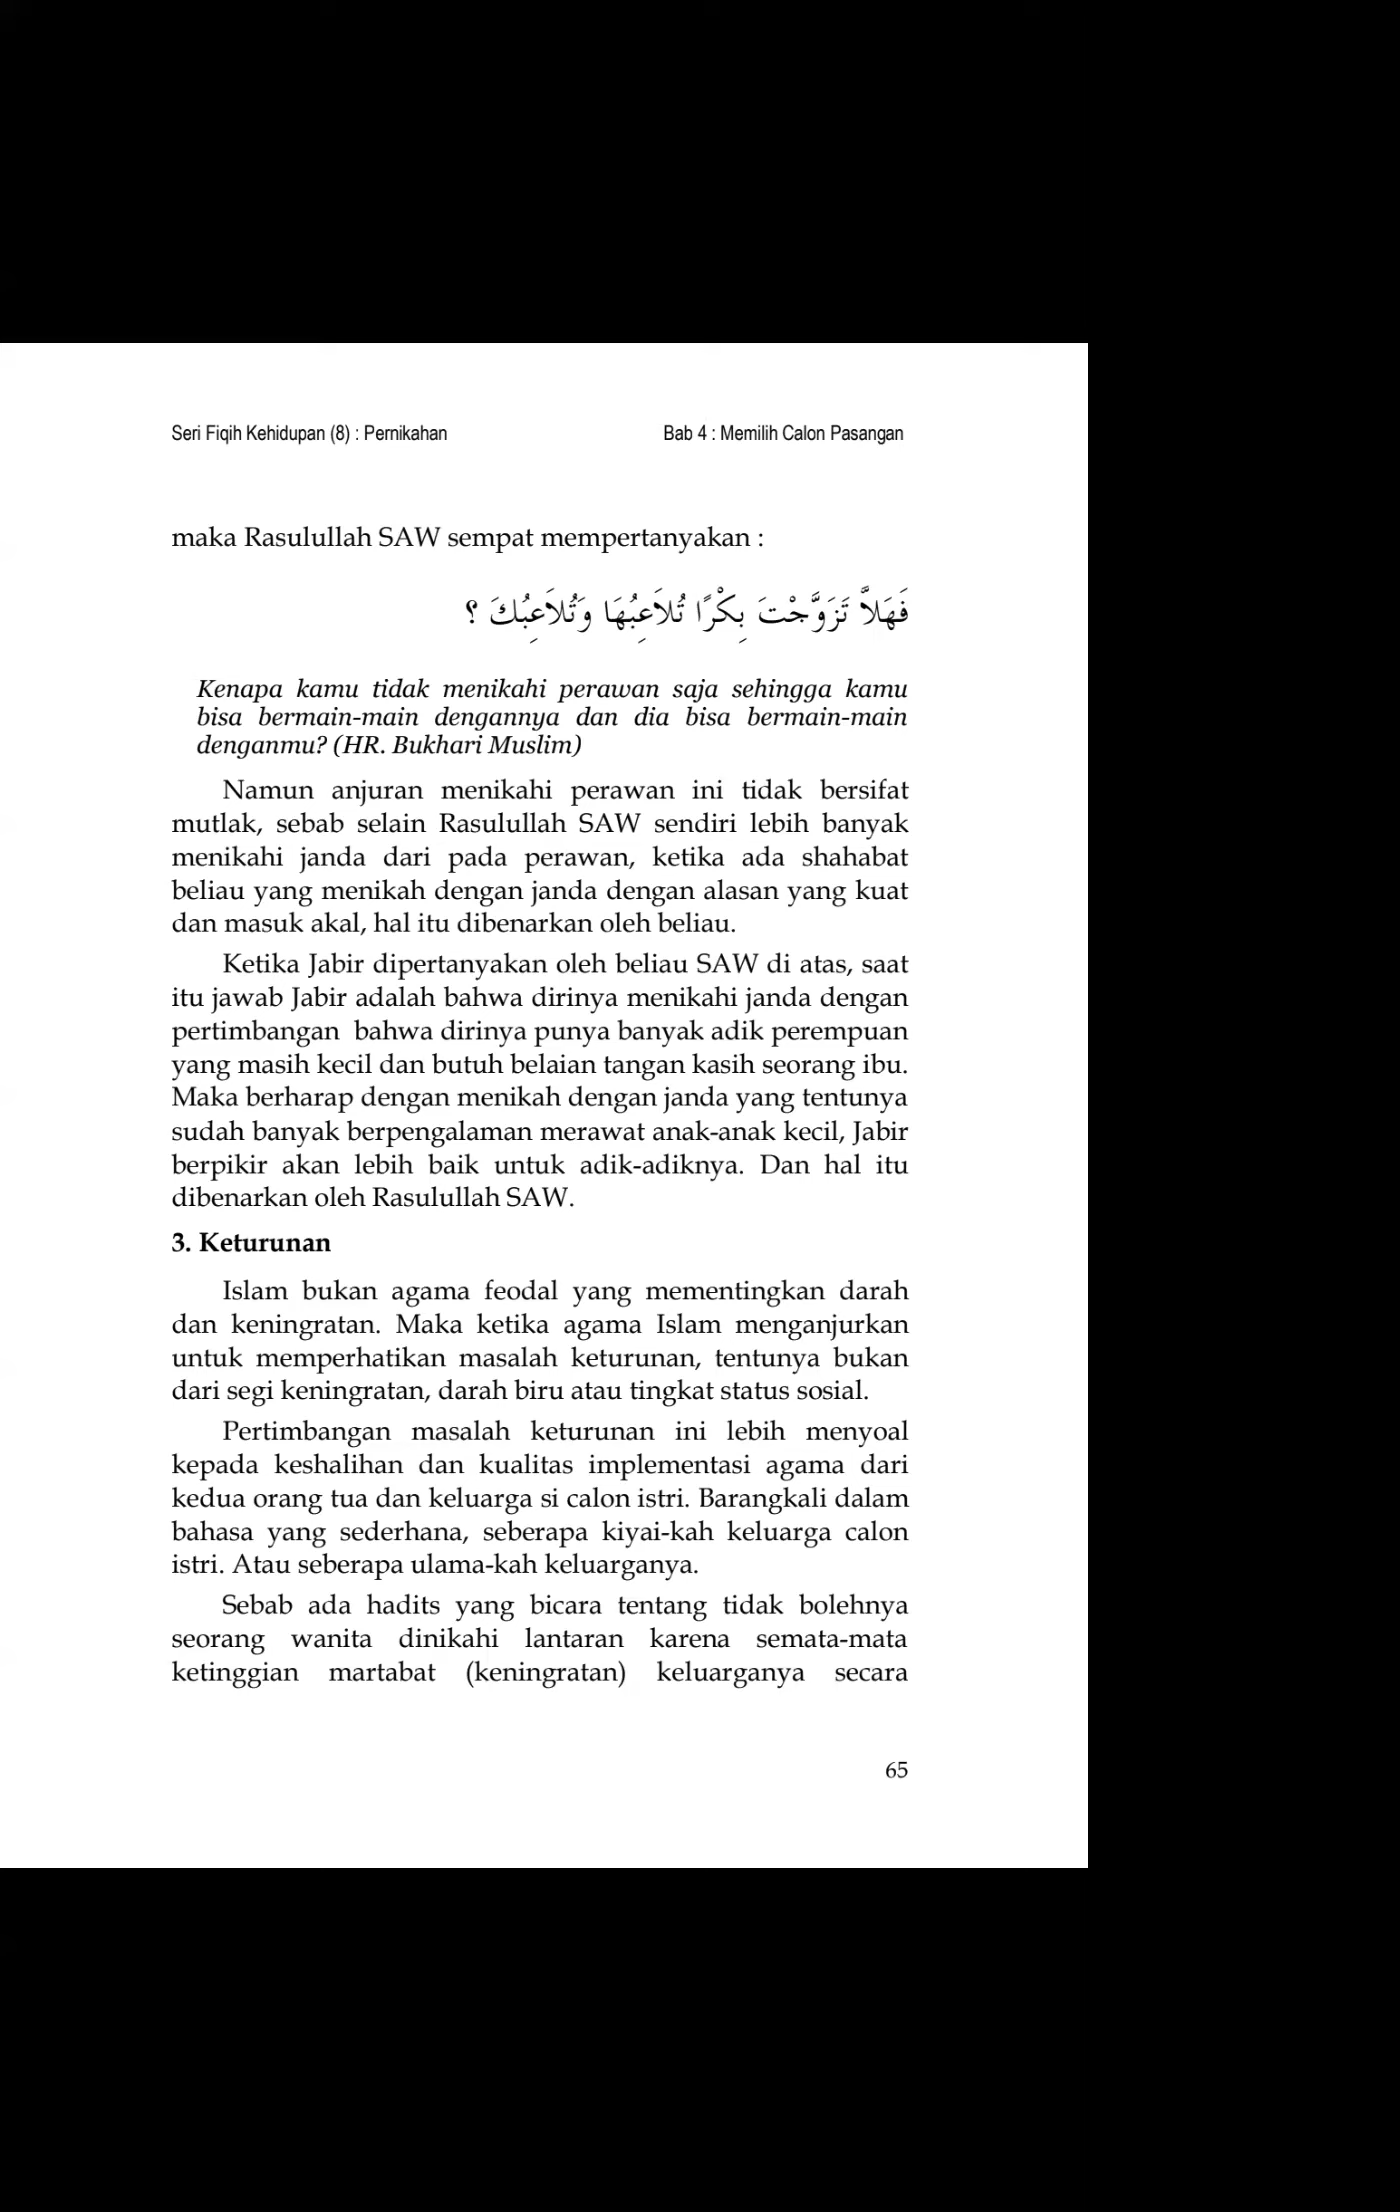 Seri Fiqih Kehidupan (8) : Pernikahan Bab 4 : Memilih Calon Pasangan
maka Rasulullah SAW sempat mempertanyakan :
فَهَلاَّ تَزَوَّجْتَ بِكْرًا تُلاَعِبُهَا وَتُلاَعِبُكَ ؟
Kenapa kamu tidak menikahi perawan saja sehingga kamu
bisa bermain-main dengannya dan dia bisa bermain-main
denganmu? (HR. Bukhari Muslim)
Namun anjuran menikahi perawan ini tidak bersifat
mutlak, sebab selain Rasulullah SAW sendiri lebih banyak
menikahi janda dari pada perawan, ketika ada shahabat
beliau yang menikah dengan janda dengan alasan yang kuat
dan masuk akal, hal itu dibenarkan oleh beliau.
Ketika Jabir dipertanyakan oleh beliau SAW di atas, saat
itu jawab Jabir adalah bahwa dirinya menikahi janda dengan
pertimbangan bahwa dirinya punya banyak adik perempuan
yang masih kecil dan butuh belaian tangan kasih seorang ibu.
Maka berharap dengan menikah dengan janda yang tentunya
sudah banyak berpengalaman merawat anak-anak kecil, Jabir
berpikir akan lebih baik untuk adik-adiknya. Dan hal itu
dibenarkan oleh Rasulullah SAW.
3. Keturunan
Islam bukan agama feodal yang mementingkan darah
dan keningratan. Maka ketika agama Islam menganjurkan
untuk memperhatikan masalah keturunan, tentunya bukan
dari segi keningratan, darah biru atau tingkat status sosial.
Pertimbangan masalah keturunan ini lebih menyoal
kepada keshalihan dan kualitas implementasi agama dari
kedua orang tua dan keluarga si calon istri. Barangkali dalam
bahasa yang sederhana, seberapa kiyai-kah keluarga calon
istri. Atau seberapa ulama-kah keluarganya.
Sebab ada hadits yang bicara tentang tidak bolehnya
seorang wanita dinikahi lantaran karena semata-mata
ketinggian martabat (keningratan) keluarganya secara
65